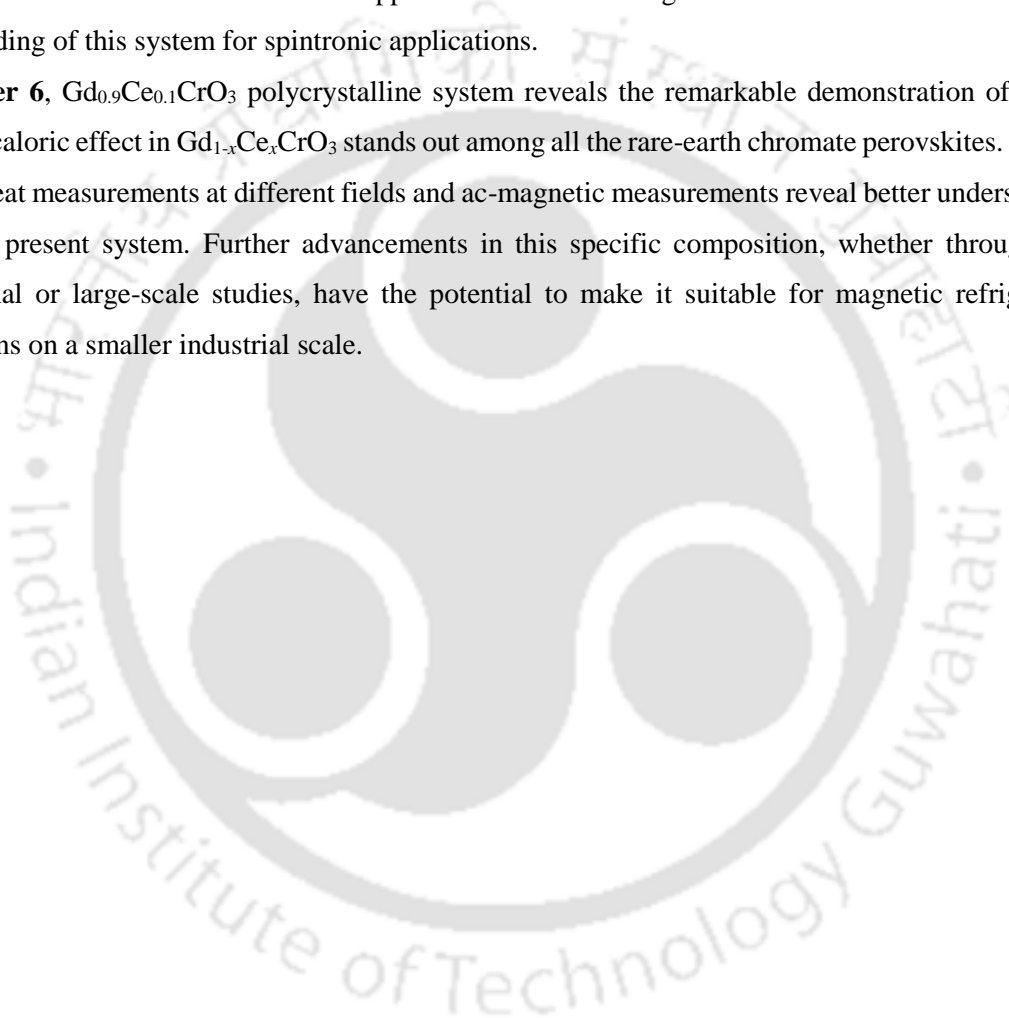 ding of this system for spintronic applications.
er 6, Gd0.9Ce0.1CrO3 polycrystalline system reveals the remarkable demonstration of
caloric effect in Gd1-xCexCrO3 stands out among all the rare-earth chromate perovskites.
eat measurements at different fields and ac-magnetic measurements reveal better unders
present system. Further advancements in this specific composition, whether throu
al or large-scale studies, have the potential to make it suitable for magnetic refrig
ns on a smaller industrial scale.
Indian Institute of Technology Guwahati